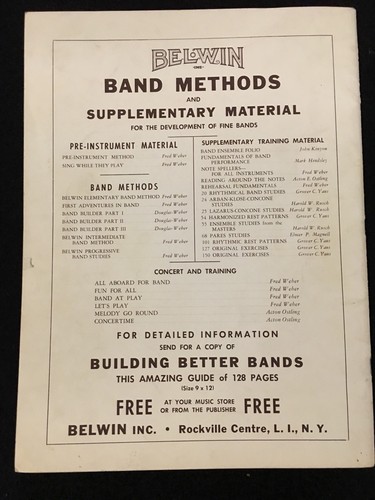 BELWIN
INC
BAND METHODS
AND
SUPPLEMENTARY MATERIAL
FOR THE DEVELOPMENT OF FINE BANDS
PRE-INSTRUMENT MATERIAL
PRE-INSTRUMENT METHOD Fred Weber
SING WHILE THEY PLAY Fred Weber
BAND METHODS
BELWIN ELEMENTARY BAND METHOD Fred Weber
FIRST ADVENTURES IN BAND Fred Weber
BAND BUILDER PART I Douglas-Weber
BAND BUILDER PART II Douglas-Weber
BAND BUILDER PART III Douglas-Weber
BELWIN INTERMEDIATE
BAND METHOD Fred Weber
BELWIN PROGRESSIVE
BAND STUDIES Fred Weber
SUPPLEMENTARY TRAINING MATERIAL
BAND ENSEMBLE FOLIO John Kinyon
FUNDAMENTALS OF BAND
PERFORMANCE Mark Hindsley
NOTE SPELLERS—
FOR ALL INSTRUMENTS Fred Weber
READING AROUND THE NOTES Acton E. Ostling
REHEARSAL FUNDAMENTALS Fred Weber
20 RHYTHMICAL BAND STUDIES Grover C. Yaus
24 ARBAN-KLOSE-CONCONE
STUDIES Harold W. Rusch
25 LAZARUS-CONCONE STUDIES Harold W. Rusch
54 HARMONIZED REST PATTERNS Grover C. Yaus
55 ENSEMBLE STUDIES from the
MASTERS Harold W. Rusch
68 PARES STUDIES Elmer P. Magnell
101 RHYTHMIC REST PATTERNS Grover C. Yaus
127 ORIGINAL EXERCISES Grover C. Yaus
150 ORIGINAL EXERCISES Grover C. Yaus
CONCERT AND TRAINING
ALL ABOARD FOR BAND Fred Weber
FUN FOR ALL Fred Weber
BAND AT PLAY Fred Weber
LET'S PLAY Fred Weber
MELODY GO ROUND Acton Ostling
CONCERTIME Acton Ostling
FOR DETAILED INFORMATION
SEND FOR A COPY OF
BUILDING BETTER BANDS
THIS AMAZING GUIDE of 128 PAGES
(Size 9 x 12)
FREE AT YOUR MUSIC STORE FREE
OR FROM THE PUBLISHER
BELWIN INC. • Rockville Centre, L. I., N. Y.